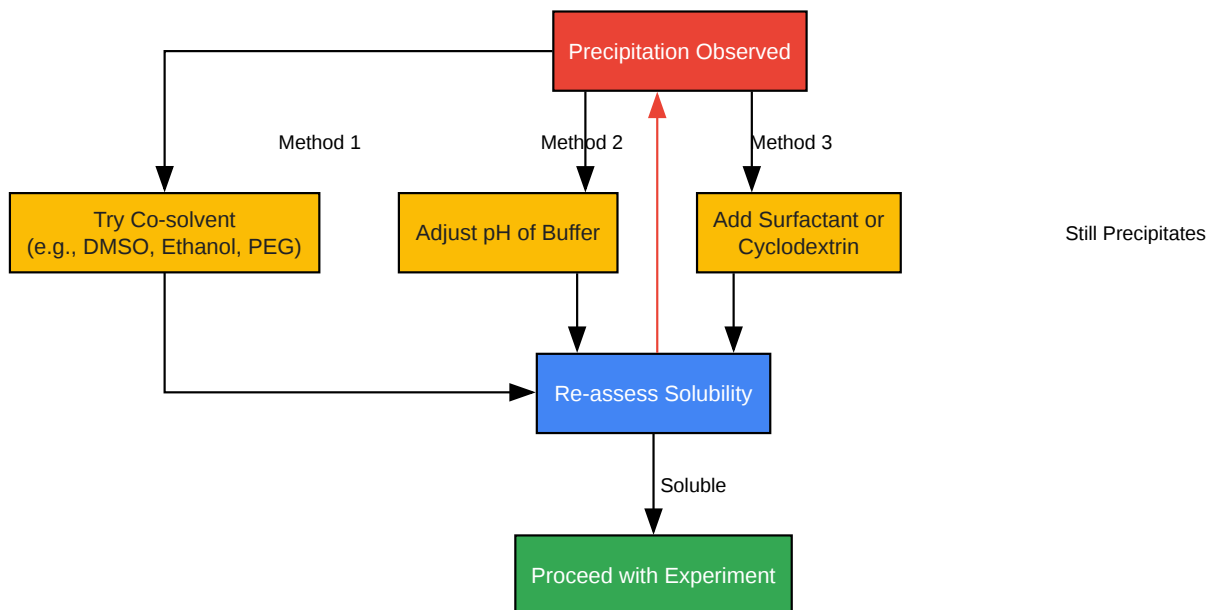 Precipitation Observed
Method 1
Method 2
Method 3
Try Co-solvent
(e.g., DMSO, Ethanol, PEG)
Adjust pH of Buffer
Add Surfactant or
Cyclodextrin
Still Precipitates
Re-assess Solubility
Soluble
Proceed with Experiment